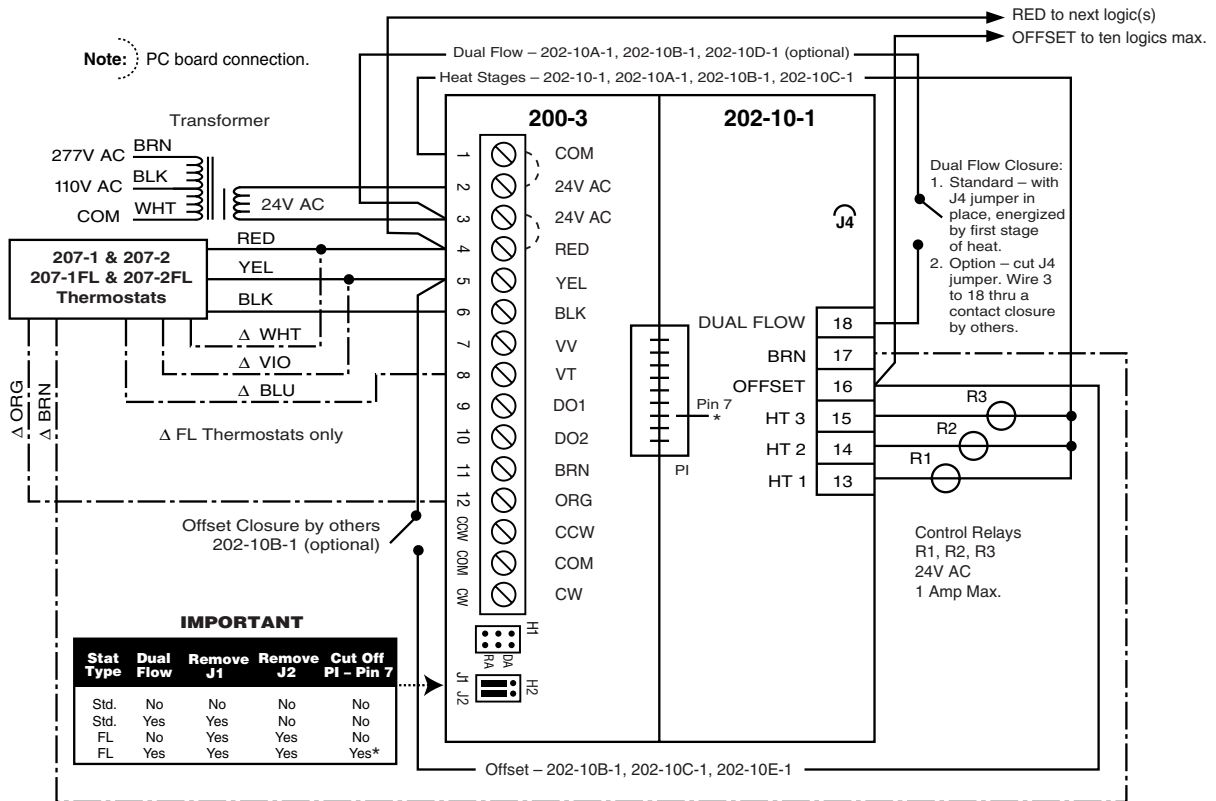 RED to next logic(s)
OFFSET to ten logics max.
Note: PC board connection.
Dual Flow – 202-10A-1, 202-10B-1, 202-10D-1 (optional)
Heat Stages – 202-10-1, 202-10A-1, 202-10B-1, 202-10C-1
200-3
202-10-1
Transformer
277V AC
BRN
110V AC
BLK
COM
WHT
24V AC
207-1 & 207-2
207-1FL & 207-2FL
Thermostats
RED
YEL
BLK
Δ WHT
Δ VIO
Δ BLU
Δ ORG
Δ BRN
Δ FL Thermostats only
1 COM
2 24V AC
3 24V AC
4 RED
5 YEL
6 BLK
7 VV
8 VT
9 DO1
10 DO2
11 BRN
12 ORG
CCW CCW
COM COM
CW CW
J4
Dual Flow Closure:
1. Standard – with
J4 jumper in
place, energized
by first stage
of heat.
2. Option – cut J4
jumper. Wire 3
to 18 thru a
contact closure
by others.
DUAL FLOW 18
BRN 17
OFFSET 16
HT 3 15
HT 2 14
HT 1 13
R3
R2
R1
Pin 7
*
PI
Control Relays
R1, R2, R3
24V AC
1 Amp Max.
Offset Closure by others
202-10B-1 (optional)
H1
RA DA
J1 J2
H2
IMPORTANT
Stat Dual Remove Remove Cut Off
Type Flow J1 J2 PI – Pin 7
Std. No No No No
Std. Yes Yes No No
FL No Yes Yes No
FL Yes Yes Yes Yes*
Offset – 202-10B-1, 202-10C-1, 202-10E-1